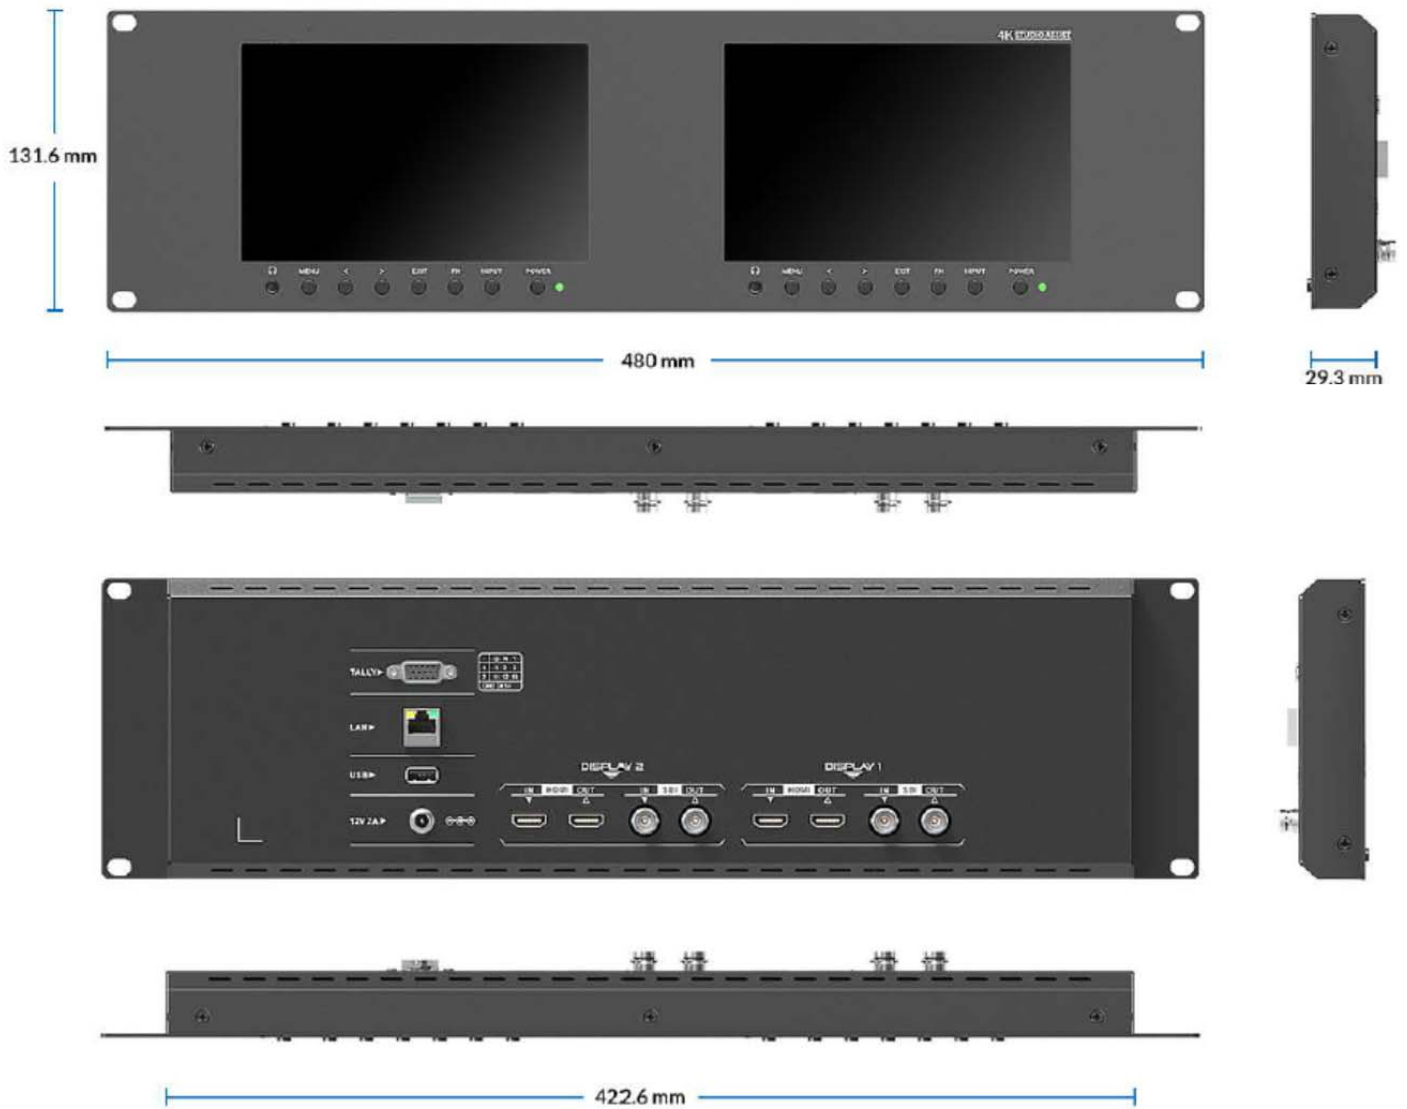 4K STUDIO ASSIST
131.6 mm
MENU < > EXIT FN INPUT POWER
MENU < > EXIT FN INPUT POWER
480 mm
29.3 mm
TALLY
LAN
USB
DISPLAY 2
DISPLAY 1
IN HDMI OUT IN SDI OUT
IN HDMI OUT IN SDI OUT
12V 2A
422.6 mm